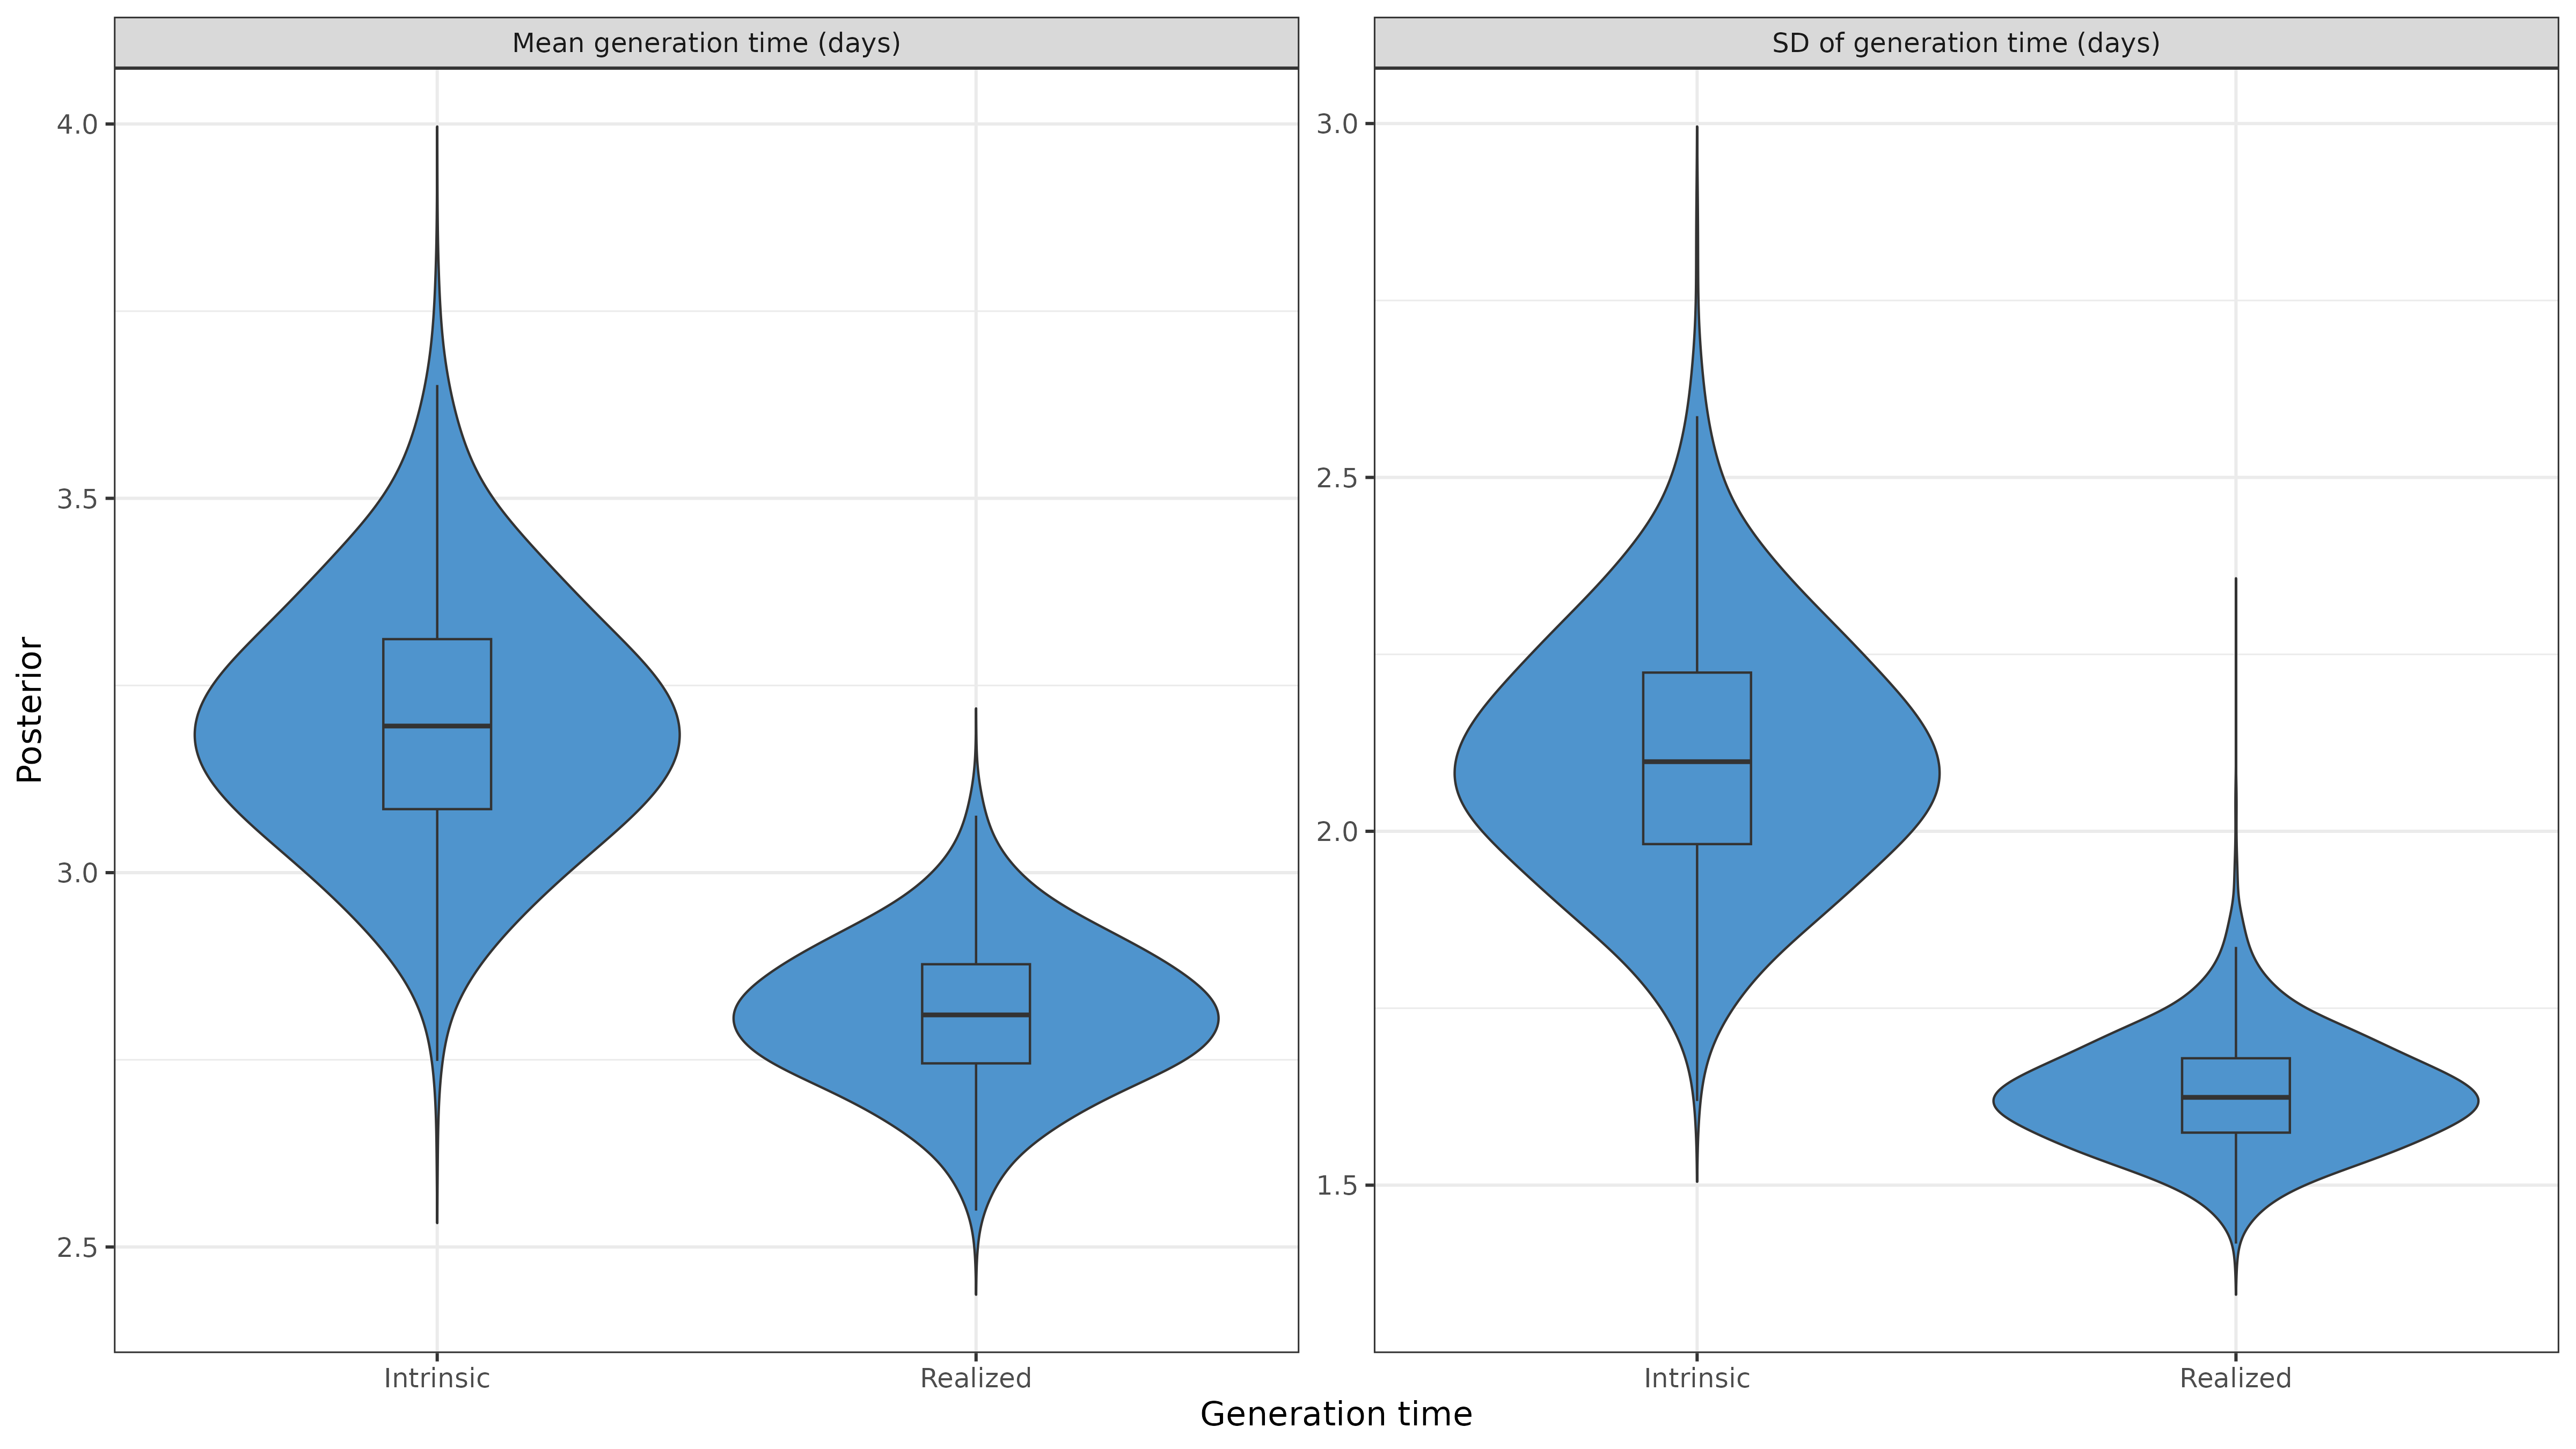 Mean generation time (days)
SD of generation time (days)
Posterior
4.0
3.5
3.0
2.5
3.0
2.5
2.0
1.5
Intrinsic
Realized
Intrinsic
Realized
Generation time